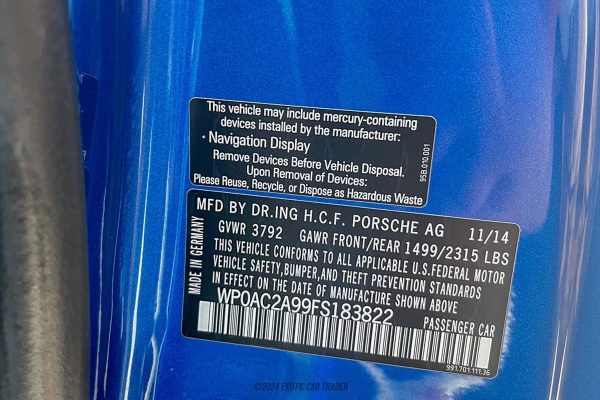 This vehicle may include mercury-containing
devices installed by the manufacturer:
· Navigation Display
Remove Devices Before Vehicle Disposal.
Upon Removal of Devices:
Please Reuse, Recycle, or Dispose as Hazardous Waste
95B.010.001
MADE IN GERMANY
MFD BY DR.ING H.C.F. PORSCHE AG 11/14
GVWR 3792 GAWR FRONT/REAR 1499/2315 LBS
THIS VEHICLE CONFORMS TO ALL APPLICABLE U.S.FEDERAL MOTOR
VEHICLE SAFETY,BUMPER,AND THEFT PREVENTION STANDARDS
IN EFFECT ON THE DATE OF MANUFACTURE SHOWN ABOVE
WP0AC2A99FS183822 PASSENGER CAR
991.701.111.36
©2024 EXOTIC CAR TRADER